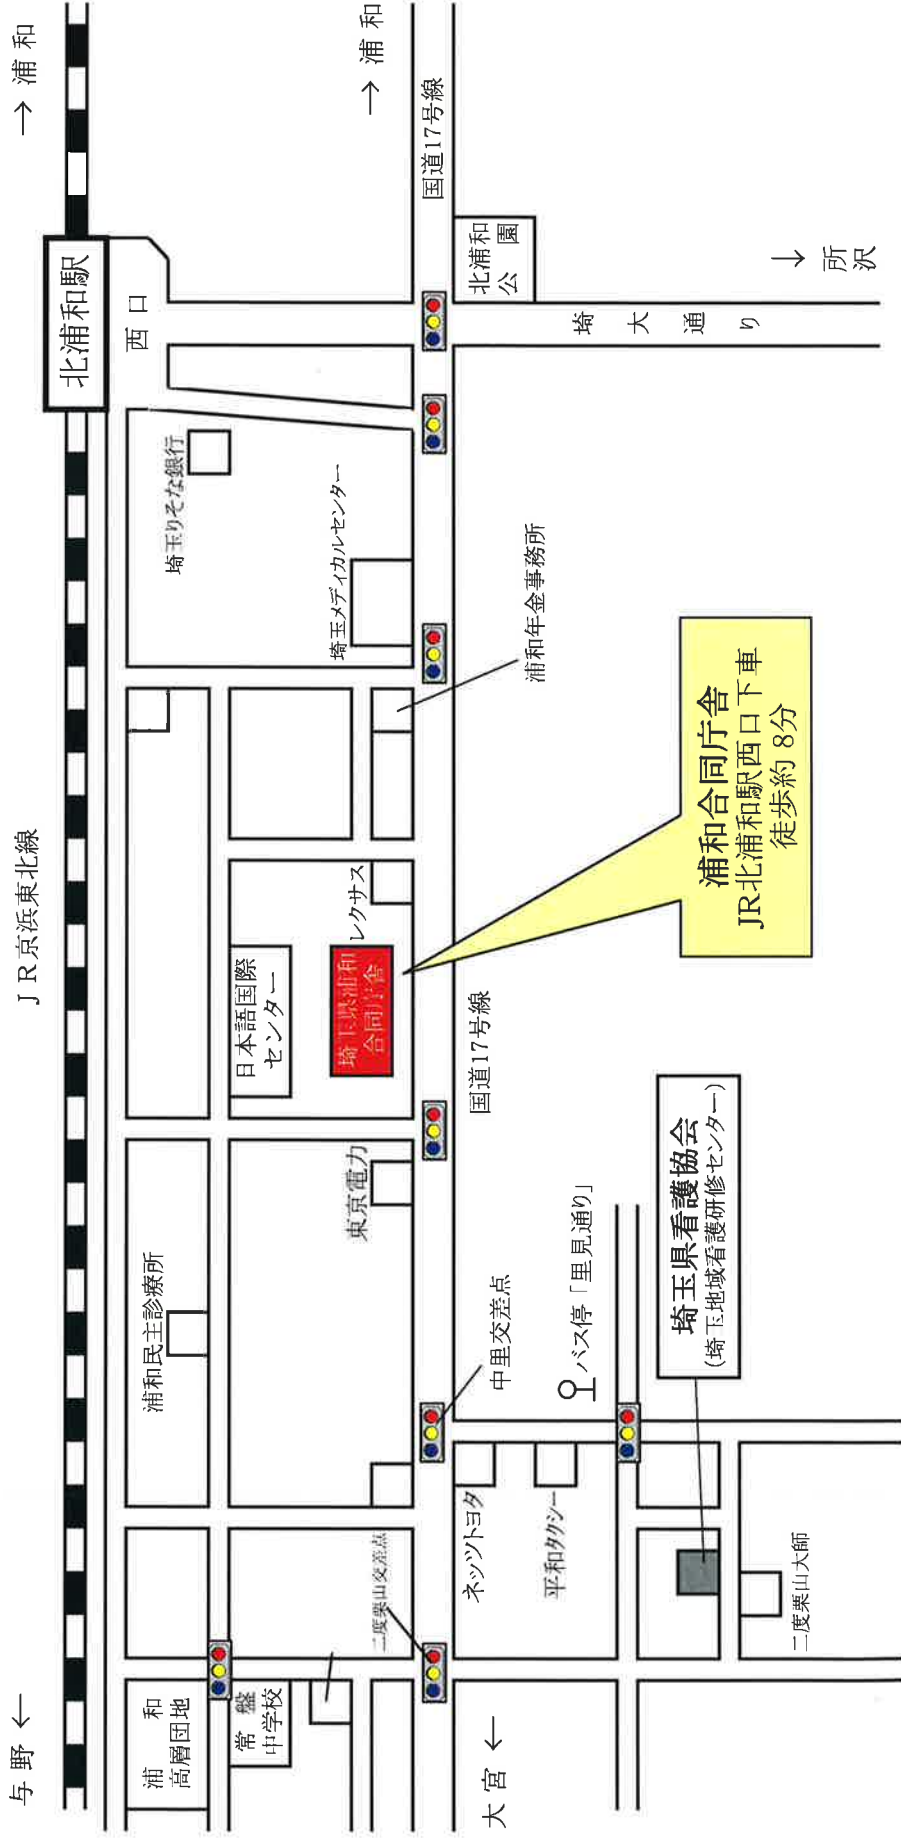 JR京浜東北線
与野 ←
→ 浦和
北浦和駅
西口
→ 浦和
国道17号線
北浦和
公園
埼大通り
↓
所沢
埼玉りそな銀行
埼玉メディカルセンター
浦和年金事務所
浦和合同庁舎
JR北浦和駅西口下車
徒歩約 8分
レクサス
日本語国際
センター
埼玉県浦和
合同庁舎
国道17号線
東京電力
浦和民主診療所
中里交差点
バス停「里見通り」
埼玉県看護協会
(埼玉地域看護研修センター)
ネッツトヨタ
平和タクシー
二度栗山交差点
二度栗山大師
浦和
高層団地
常盤
中学校
大宮 ←